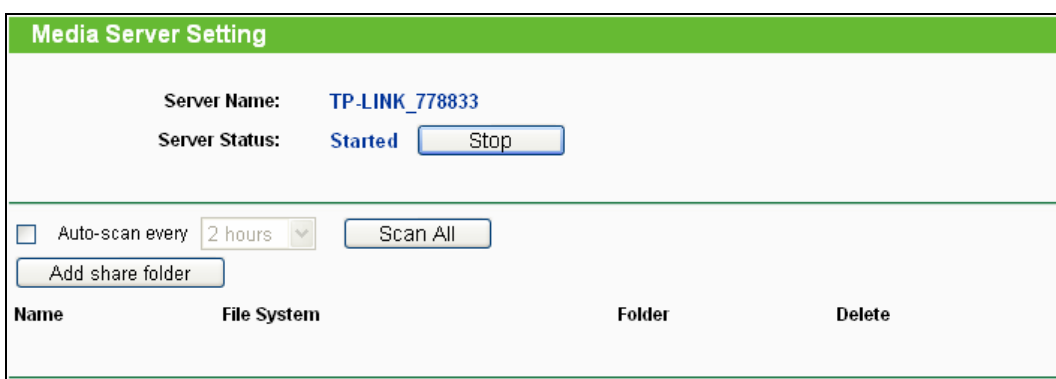 Media Server Setting
Server Name: TP-LINK_778833
Server Status: Started Stop
Auto-scan every 2 hours Scan All
Add share folder
Name File System Folder Delete